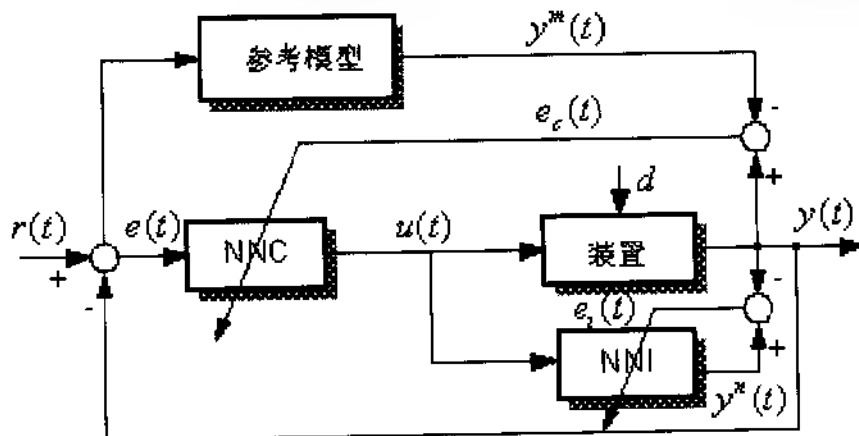 参考模型
y^m(t)
-
e_c(t)
+
d
r(t)
+
e(t)
NNC
u(t)
装置
y(t)
-
-
e_i(t)
+
NNI
y^n(t)